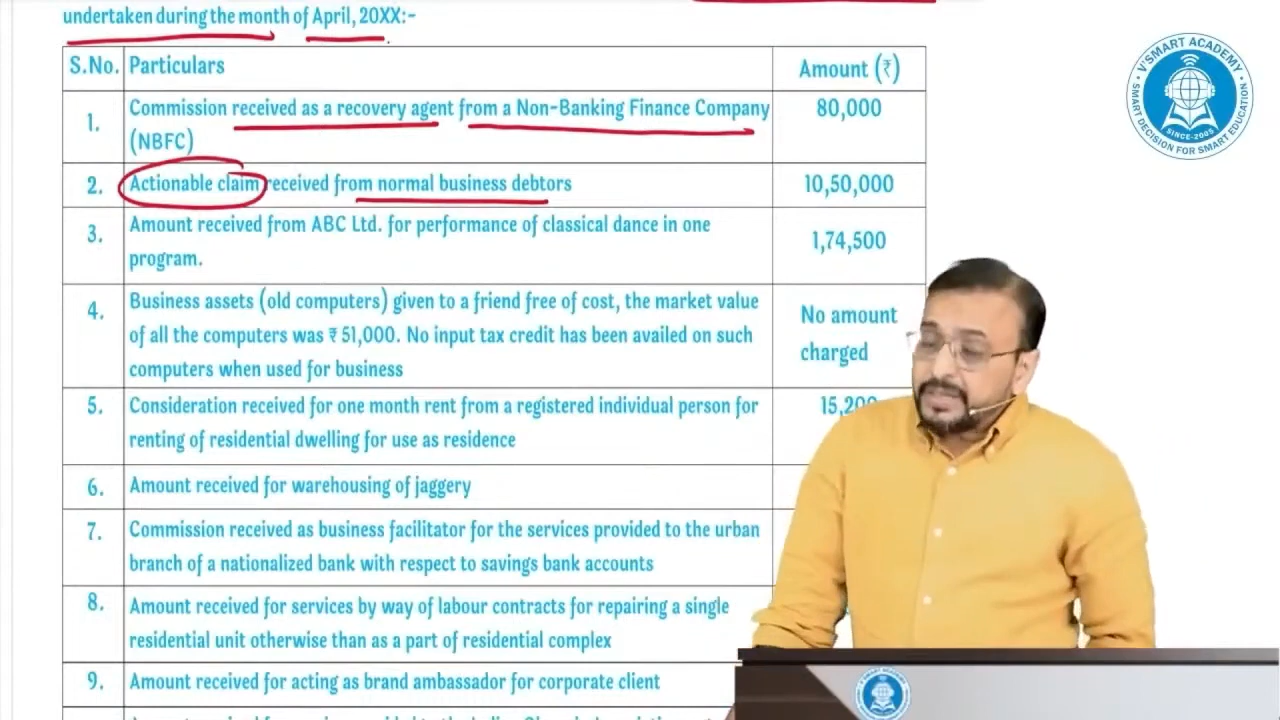 undertaken during the month of April, 20XX:-
S.No. Particulars Amount (₹)
1. Commission received as a recovery agent from a Non-Banking Finance Company 80,000
(NBFC)
2. Actionable claim received from normal business debtors 10,50,000
3. Amount received from ABC Ltd. for performance of classical dance in one 1,74,500
program.
4. Business assets (old computers) given to a friend free of cost, the market value No amount
of all the computers was ₹ 51,000. No input tax credit has been availed on such charged
computers when used for business
5. Consideration received for one month rent from a registered individual person for 15,200
renting of residential dwelling for use as residence
6. Amount received for warehousing of jaggery
7. Commission received as business facilitator for the services provided to the urban
branch of a nationalized bank with respect to savings bank accounts
8. Amount received for services by way of labour contracts for repairing a single
residential unit otherwise than as a part of residential complex
9. Amount received for acting as brand ambassador for corporate client
V'SMART ACADEMY
SINCE-2005
SMART DECISION FOR SMART EDUCATION